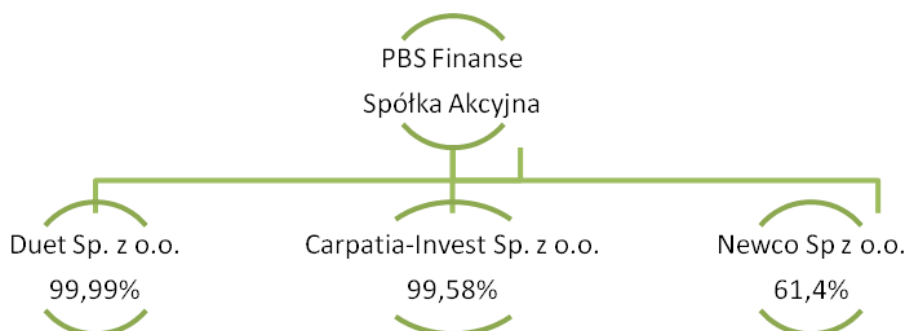 PBS Finanse
Spółka Akcyjna
Duet Sp. z o.o.
99,99%
Carpatia-Invest Sp. z o.o.
99,58%
Newco Sp z o.o.
61,4%